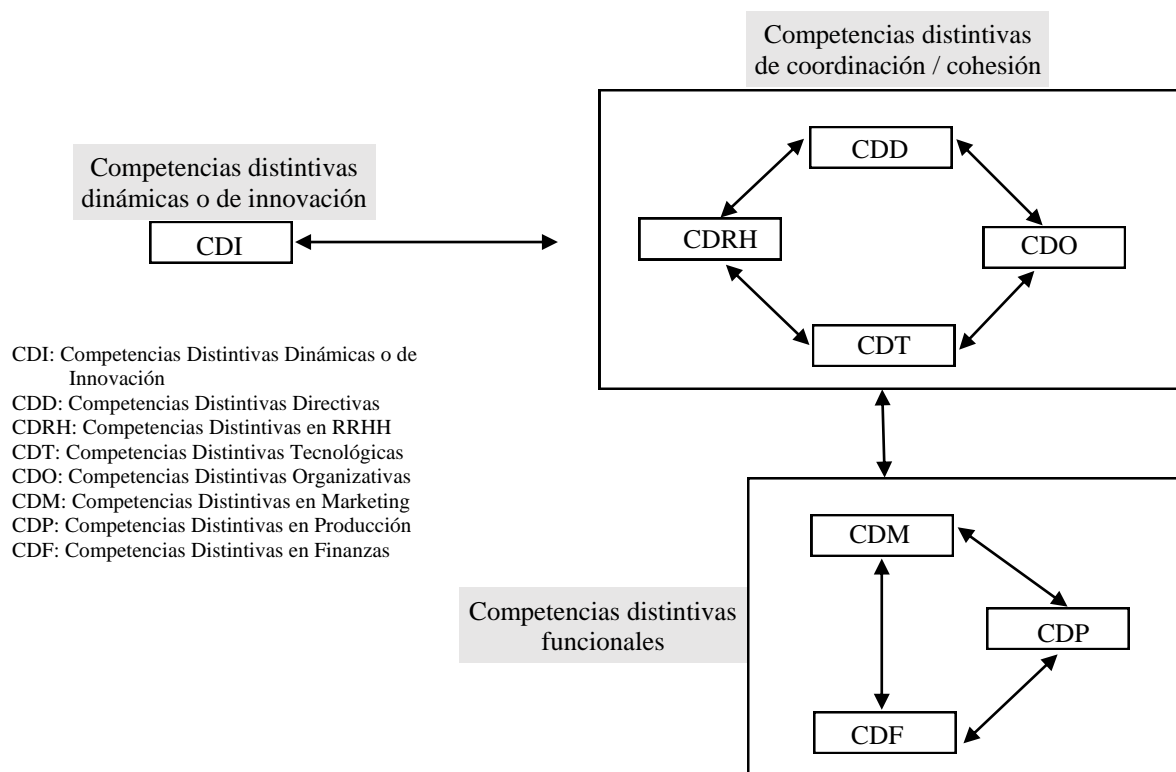 Competencias distintivas
de coordinación / cohesión
CDD
CDRH
CDO
CDT
Competencias distintivas
dinámicas o de innovación
CDI
CDI: Competencias Distintivas Dinámicas o de
Innovación
CDD: Competencias Distintivas Directivas
CDRH: Competencias Distintivas en RRHH
CDT: Competencias Distintivas Tecnológicas
CDO: Competencias Distintivas Organizativas
CDM: Competencias Distintivas en Marketing
CDP: Competencias Distintivas en Producción
CDF: Competencias Distintivas en Finanzas
Competencias distintivas
funcionales
CDM
CDP
CDF